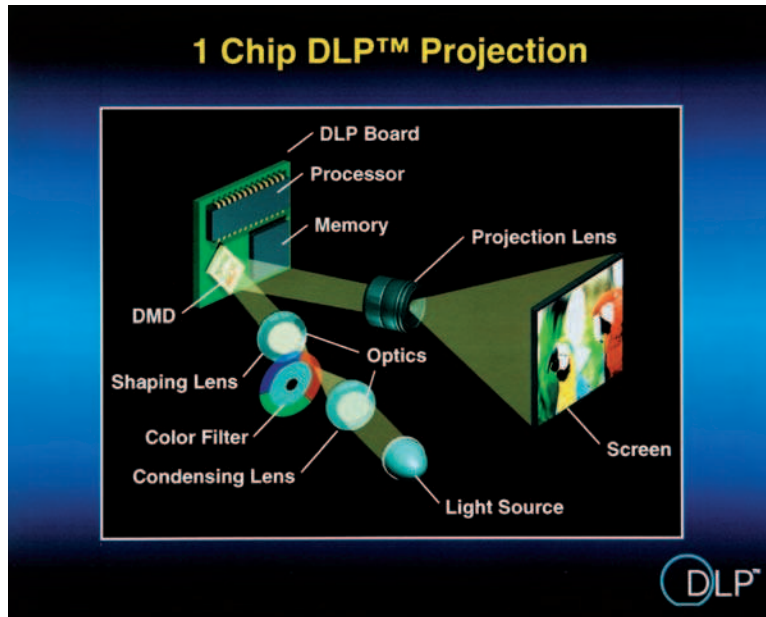 1 Chip DLP™ Projection
DLP Board
Processor
Memory
Projection Lens
DMD
Optics
Shaping Lens
Color Filter
Screen
Condensing Lens
Light Source
DLP™